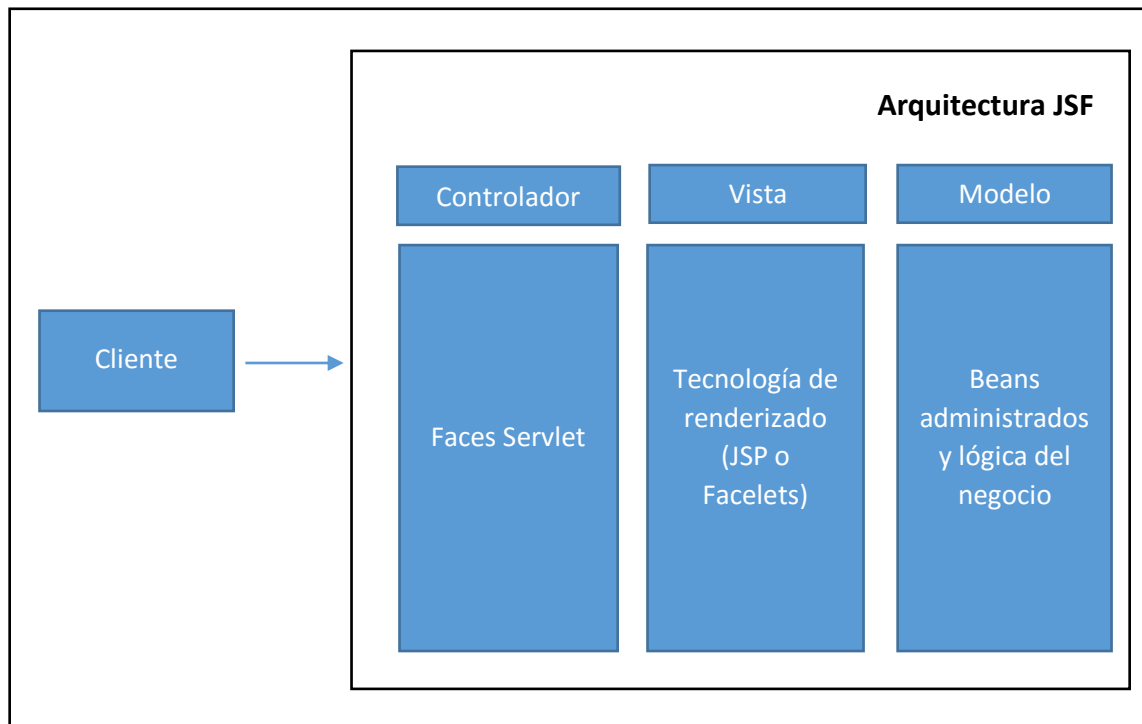 Arquitectura JSF
Controlador
Vista
Modelo
Cliente
Faces Servlet
Tecnología de
renderizado
(JSP o
Facelets)
Beans
administrados
y lógica del
negocio